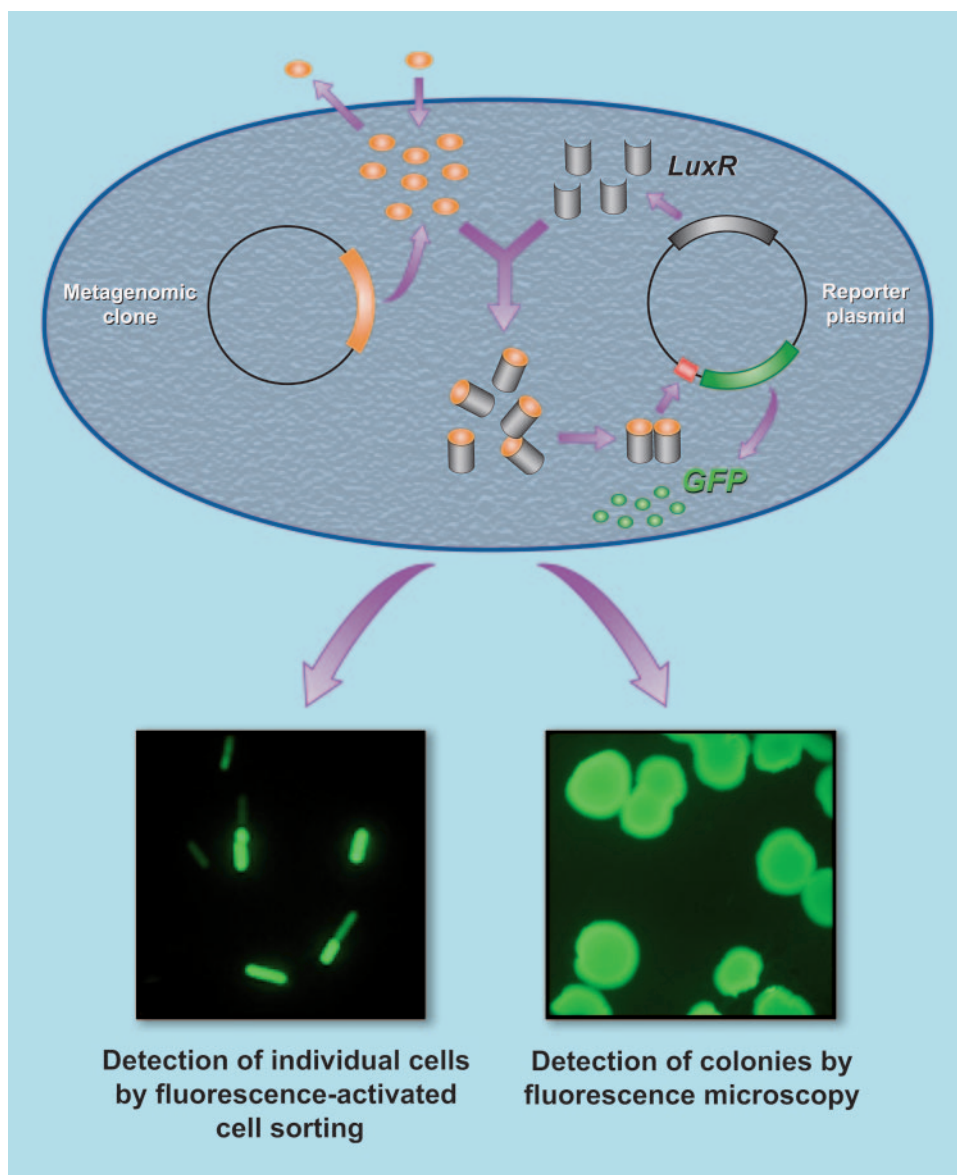 LuxR
Metagenomic
clone
Reporter
plasmid
GFP
Detection of individual cells
by fluorescence-activated
cell sorting
Detection of colonies by
fluorescence microscopy